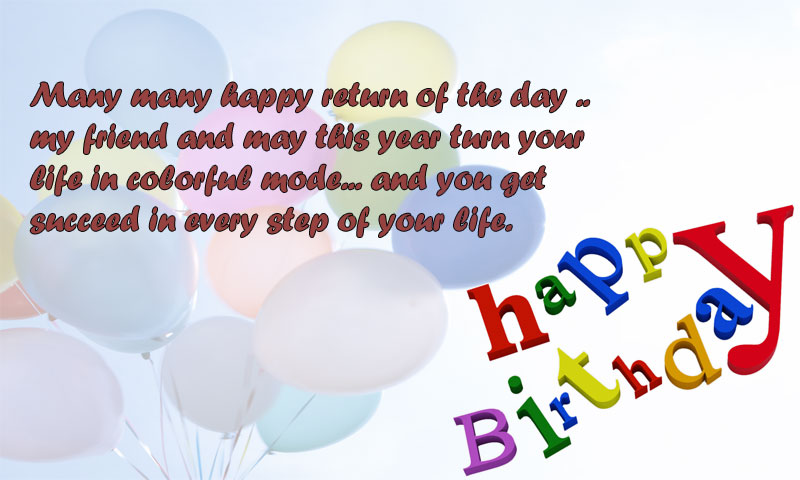 Many many happy return of the day ..
my friend and may this year turn your
life in colorful mode... and you get
succeed in every step of your life.
happy
Birthday